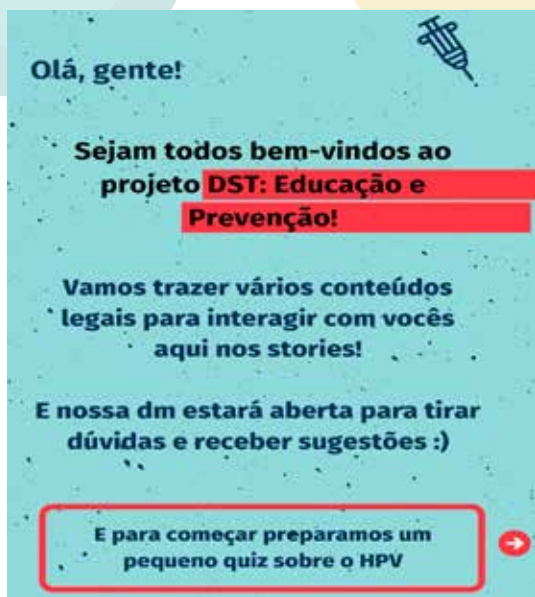 Olá, gente!
Sejam todos bem-vindos ao
projeto DST: Educação e
Prevenção!
Vamos trazer vários conteúdos
legais para interagir com vocês
aqui nos stories!
E nossa dm estará aberta para tirar
dúvidas e receber sugestões :)
E para começar preparamos um
pequeno quiz sobre o HPV